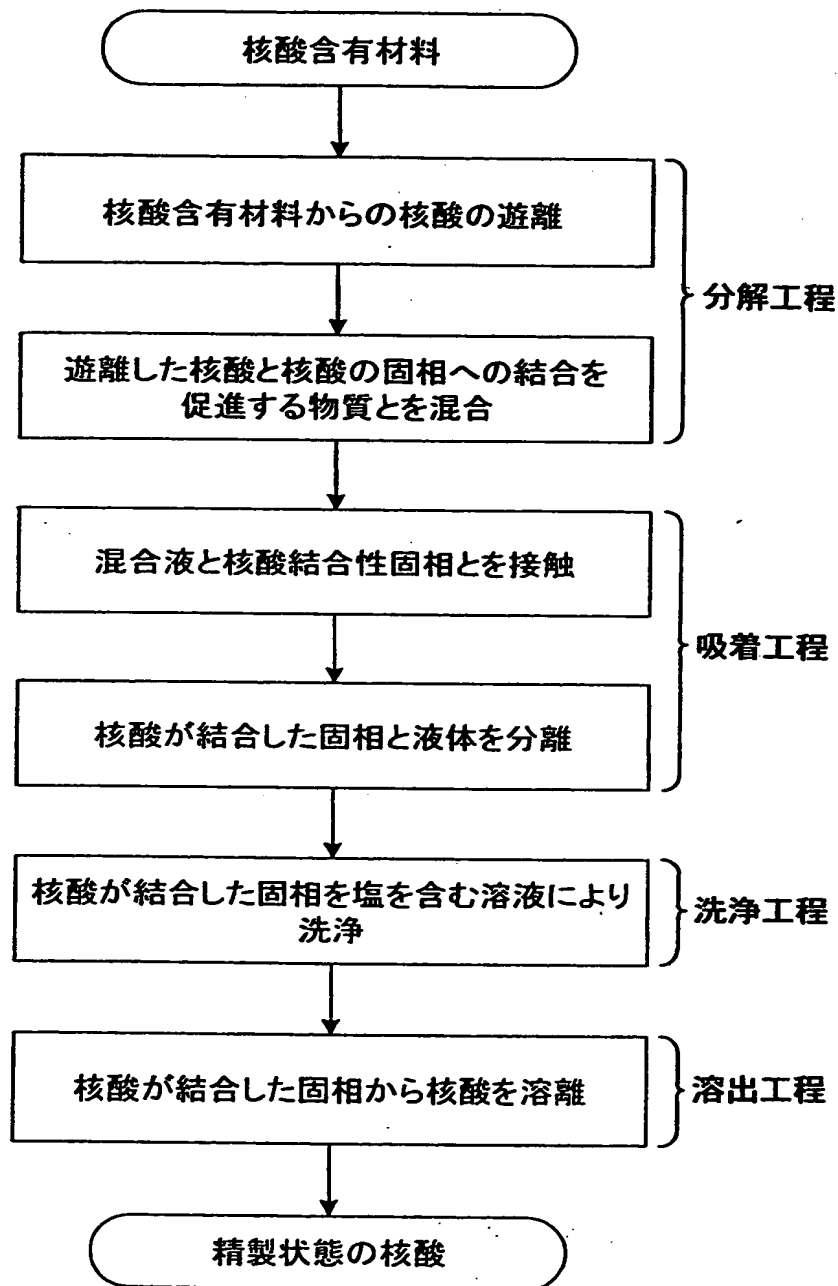 核酸含有材料
核酸含有材料からの核酸の遊離
分解工程
遊離した核酸と核酸の固相への結合を
促進する物質とを混合
混合液と核酸結合性固相とを接触
吸着工程
核酸が結合した固相と液体を分離
核酸が結合した固相を塩を含む溶液により
洗浄
洗浄工程
核酸が結合した固相から核酸を溶離
溶出工程
精製状態の核酸